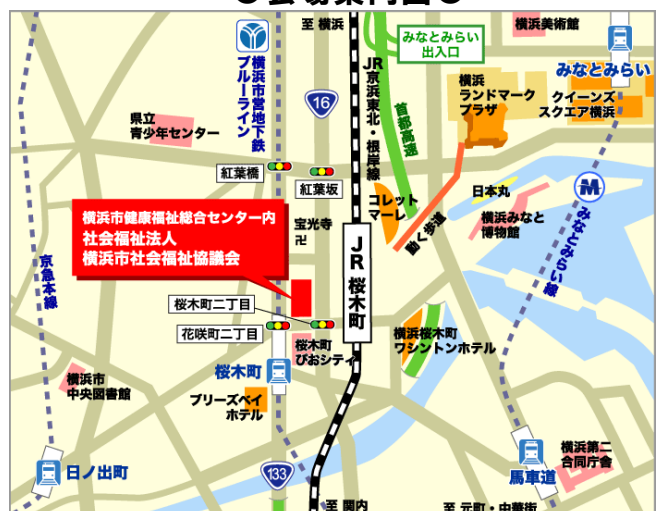 至 横浜
みなとみらい
出入口
横浜美術館
みなとみらい
横浜市営地下鉄
ブルーライン
16
JR京浜東北・根岸線
首都高速
横浜
ランドマーク
プラザ
クイーンズ
スクエア横浜
県立
青少年センター
紅葉橋
紅葉坂
コレット
マーレ
日本丸
動く歩道
横浜みなと
博物館
みなとみらい線
横浜市健康福祉総合センター内
社会福祉法人
横浜市社会福祉協議会
宝光寺
卍
京急本線
JR 桜木町
桜木町二丁目
花咲町二丁目
桜木町
ぴおシティ
横浜桜木町
ワシントンホテル
桜木町
横浜市
中央図書館
ブリーズベイ
ホテル
日ノ出町
133
馬車道
横浜第二
合同庁舎
至 関内
至 元町・中華街